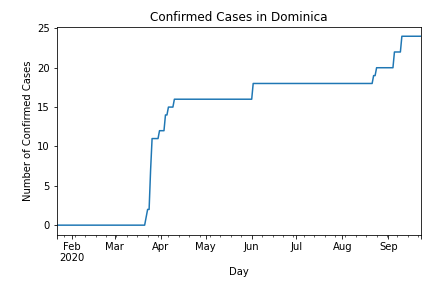 Confirmed Cases in Dominica
Number of Confirmed Cases
25
20
15
10
5
0
Feb
2020
Mar
Apr
May
Jun
Jul
Aug
Sep
Day